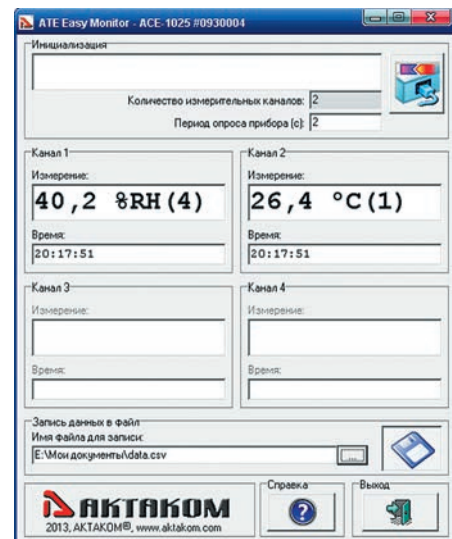 ATE Easy Monitor - ACE-1025 #0930004
Инициализация
Количество измерительных каналов: 2
Период опроса прибора (с): 2
Канал 1
Измерение:
40,2 %RH(4)
Время:
20:17:51
Канал 2
Измерение:
26,4 °C(1)
Время:
20:17:51
Канал 3
Измерение:
Время:
Канал 4
Измерение:
Время:
Запись данных в файл
Имя файла для записи:
E:\Мои документы\data.csv
...
АКТАКОМ
2013, АКТАКОМ®, www.aktakom.com
Справка
?
Выход